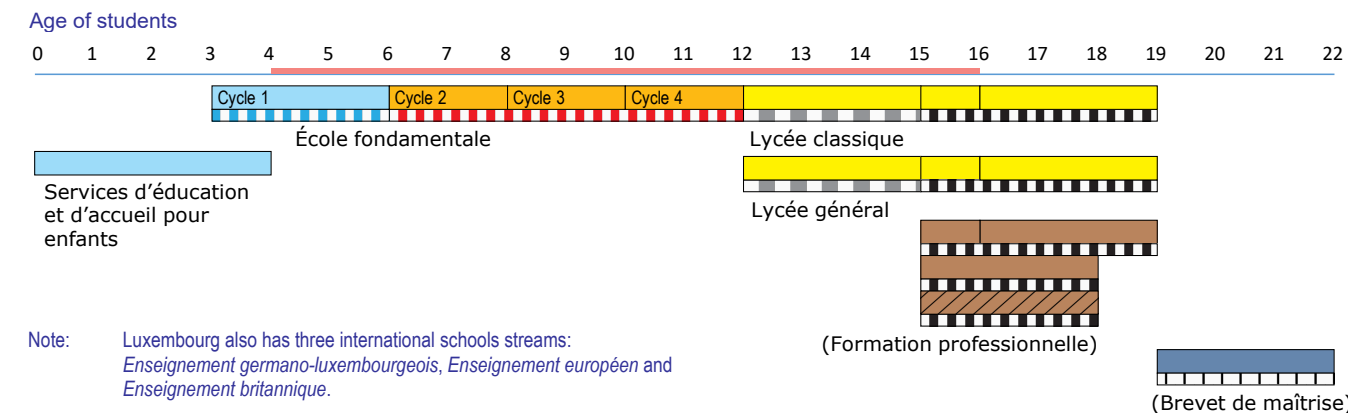 Age of students
0 1 2 3 4 5 6 7 8 9 10 11 12 13 14 15 16 17 18 19 20 21 22
Cycle 1 Cycle 2 Cycle 3 Cycle 4
École fondamentale
Lycée classique
Services d'éducation
et d'accueil pour
enfants
Lycée général
(Formation professionnelle)
(Brevet de maîtrise)
Note: Luxembourg also has three international schools streams:
Enseignement germano-luxembourgeois, Enseignement européen and
Enseignement britannique.